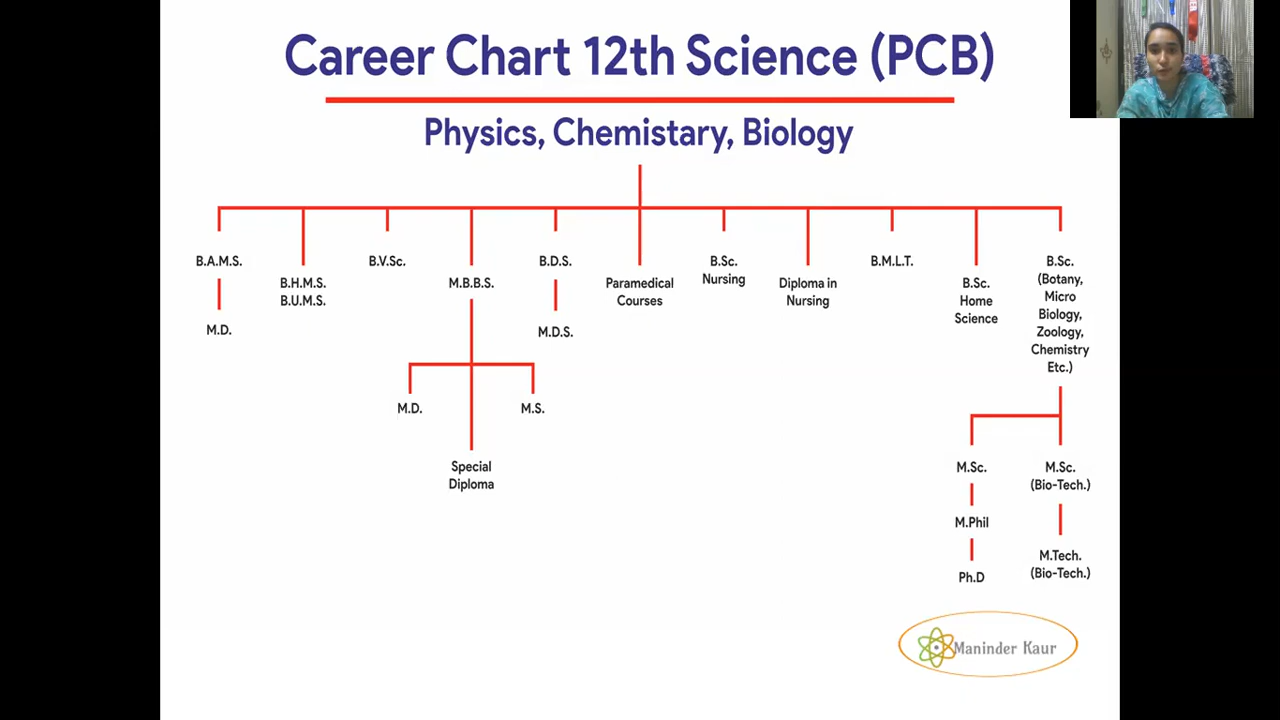 Career Chart 12th Science (PCB)
Physics, Chemistary, Biology
B.A.M.S.
M.D.
B.H.M.S.
B.U.M.S.
B.V.Sc.
M.B.B.S.
M.D.
M.S.
Special
Diploma
B.D.S.
M.D.S.
Paramedical
Courses
B.Sc.
Nursing
Diploma in
Nursing
B.M.L.T.
B.Sc.
Home
Science
B.Sc.
(Botany,
Micro
Biology,
Zoology,
Chemistry
Etc.)
M.Sc.
M.Phil
Ph.D
M.Sc.
(Bio-Tech.)
M.Tech.
(Bio-Tech.)
Maninder Kaur